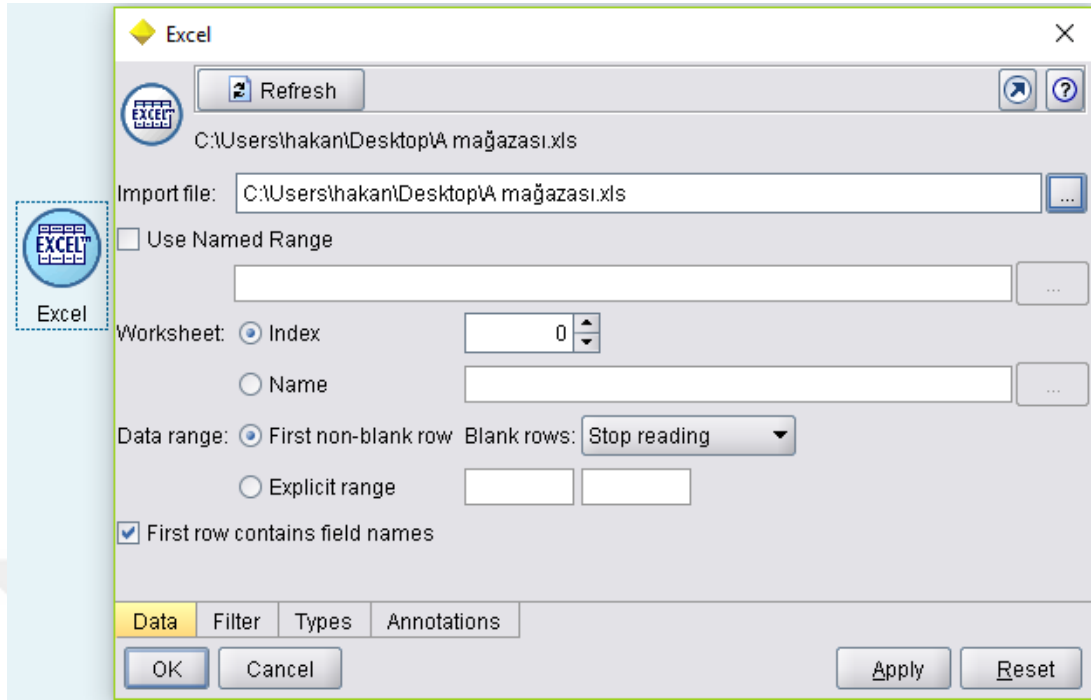 Excel
Refresh
EXCEL™
C:\Users\hakan\Desktop\A mağazası.xls
Import file: C:\Users\hakan\Desktop\A mağazası.xls ...
Use Named Range
...
EXCEL™
Excel
Worksheet: Index 0
Name ...
Data range: First non-blank row Blank rows: Stop reading
Explicit range
First row contains field names
Data Filter Types Annotations
OK Cancel Apply Reset